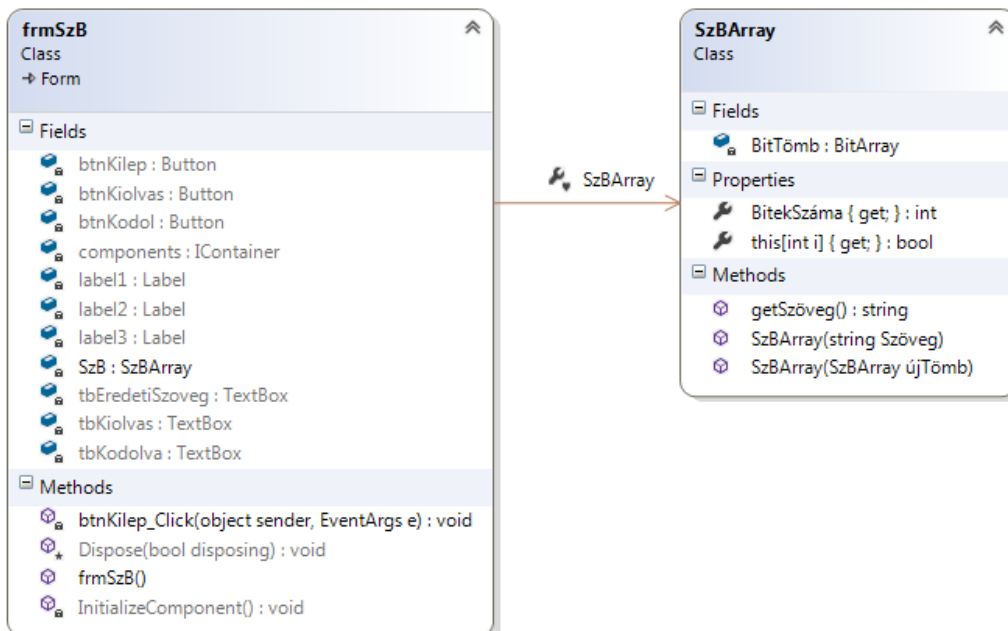 frmSzB
Class
Form
Fields
btnKilep : Button
btnKiolvas : Button
btnKodol : Button
components : IContainer
label1 : Label
label2 : Label
label3 : Label
SzB : SzBArray
tbEredetiSzoveg : TextBox
tbKiolvas : TextBox
tbKodolva : TextBox
Methods
btnKilep_Click(object sender, EventArgs e) : void
Dispose(bool disposing) : void
frmSzB()
InitializeComponent() : void
SzBArray
SzBArray
Class
Fields
BitTömb : BitArray
Properties
BitekSzáma { get; } : int
this[int i] { get; } : bool
Methods
getSzöveg() : string
SzBArray(string Szöveg)
SzBArray(SzBArray újTömb)